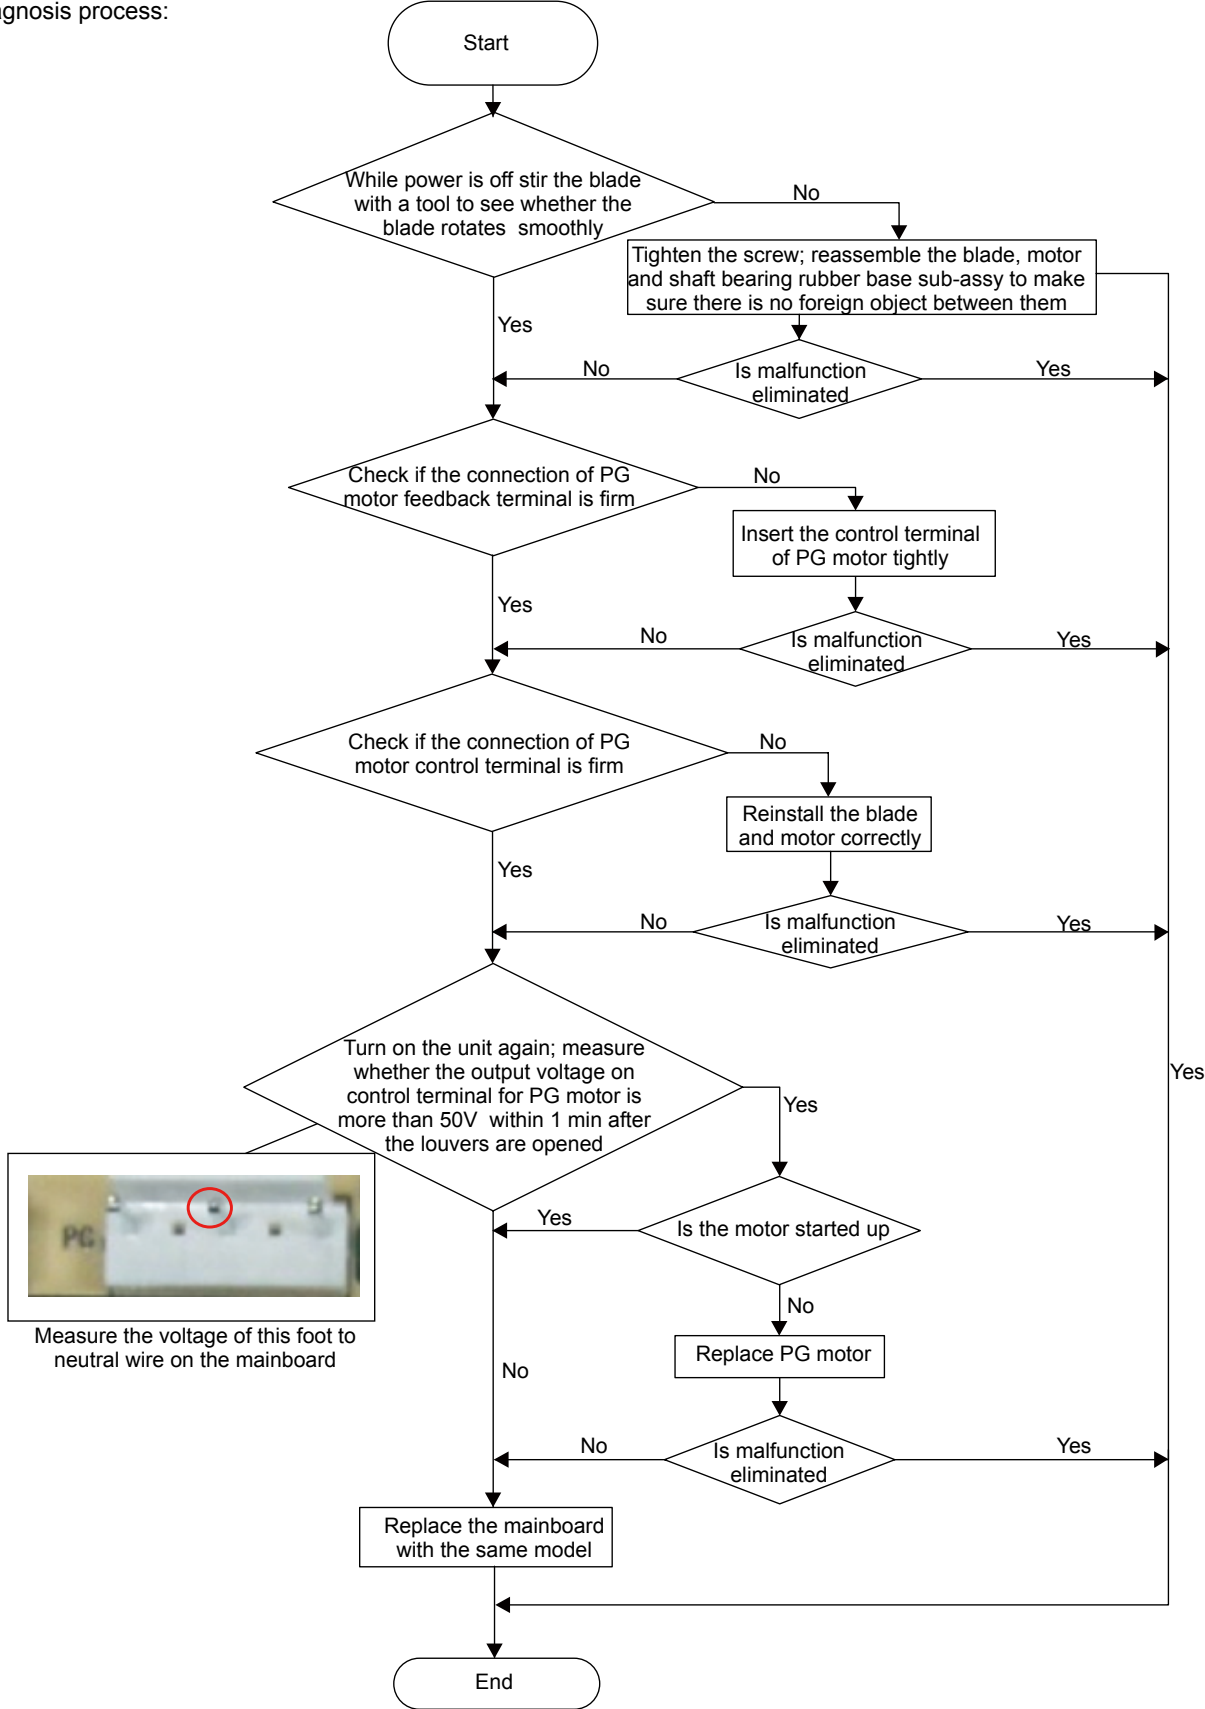 agnosis process:
Start
While power is off stir the blade
with a tool to see whether the
blade rotates smoothly
No
Tighten the screw; reassemble the blade, motor
and shaft bearing rubber base sub-assy to make
sure there is no foreign object between them
Yes
No
Is malfunction
eliminated
Yes
Check if the connection of PG
motor feedback terminal is firm
No
Insert the control terminal
of PG motor tightly
Yes
No
Is malfunction
eliminated
Yes
Check if the connection of PG
motor control terminal is firm
No
Reinstall the blade
and motor correctly
Yes
No
Is malfunction
eliminated
Yes
Turn on the unit again; measure
whether the output voltage on
control terminal for PG motor is
more than 50V within 1 min after
the louvers are opened
Yes
Yes
PG
Yes
Is the motor started up
No
Measure the voltage of this foot to
neutral wire on the mainboard
Replace PG motor
No
No
Is malfunction
eliminated
Yes
Replace the mainboard
with the same model
End